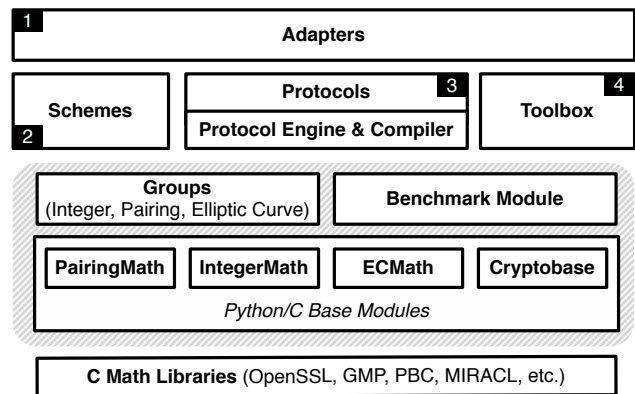 1
Adapters
Schemes
2
Protocols
3
Protocol Engine & Compiler
Toolbox
4
Groups
(Integer, Pairing, Elliptic Curve)
Benchmark Module
PairingMath
IntegerMath
ECMath
Cryptobase
Python/C Base Modules
C Math Libraries (OpenSSL, GMP, PBC, MIRACL, etc.)